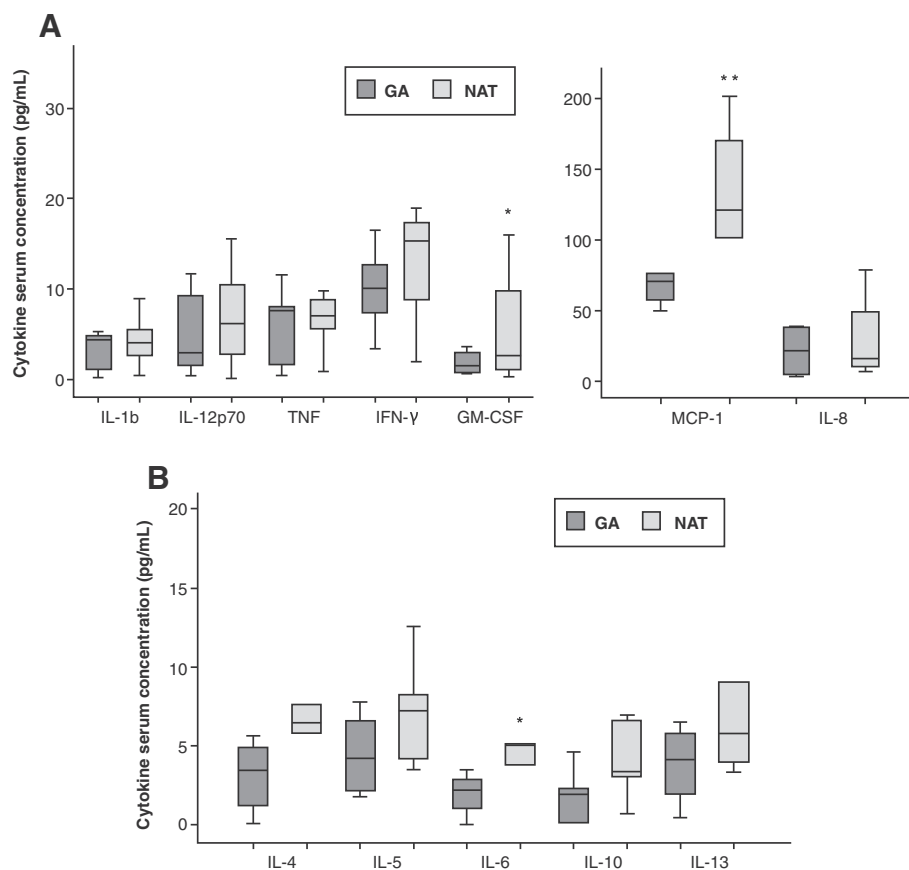 A
Cytokine serum concentration (pg/mL)
30
20
10
0
GA NAT
*
IL-1b IL-12p70 TNF IFN-γ GM-CSF
200
150
100
50
0
**
MCP-1 IL-8
B
Cytokine serum concentration (pg/mL)
20
15
10
5
0
GA NAT
*
IL-4 IL-5 IL-6 IL-10 IL-13